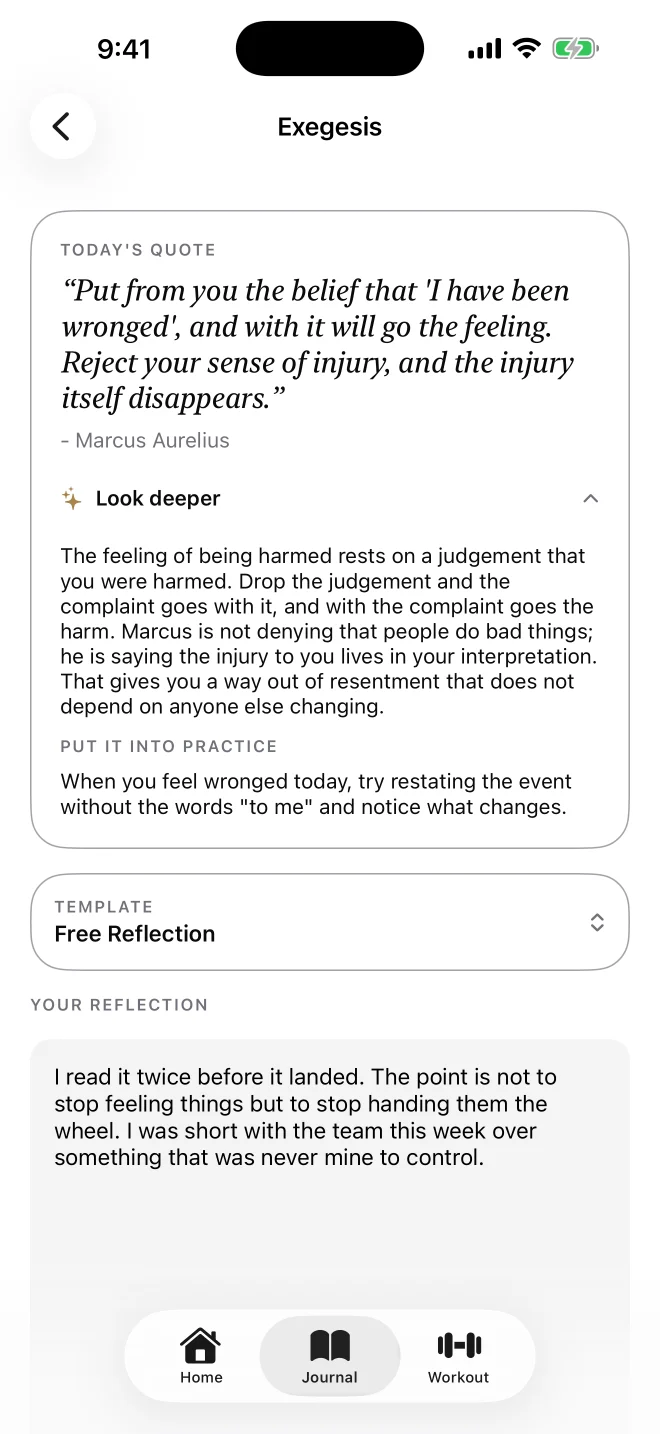 9:41
Exegesis
TODAY'S QUOTE
“Put from you the belief that 'I have been
wronged', and with it will go the feeling.
Reject your sense of injury, and the injury
itself disappears.”
- Marcus Aurelius
Look deeper
The feeling of being harmed rests on a judgement that
you were harmed. Drop the judgement and the
complaint goes with it, and with the complaint goes the
harm. Marcus is not denying that people do bad things;
he is saying the injury to you lives in your interpretation.
That gives you a way out of resentment that does not
depend on anyone else changing.
PUT IT INTO PRACTICE
When you feel wronged today, try restating the event
without the words "to me" and notice what changes.
TEMPLATE
Free Reflection
YOUR REFLECTION
I read it twice before it landed. The point is not to
stop feeling things but to stop handing them the
wheel. I was short with the team this week over
something that was never mine to control.
Home
Journal
Workout